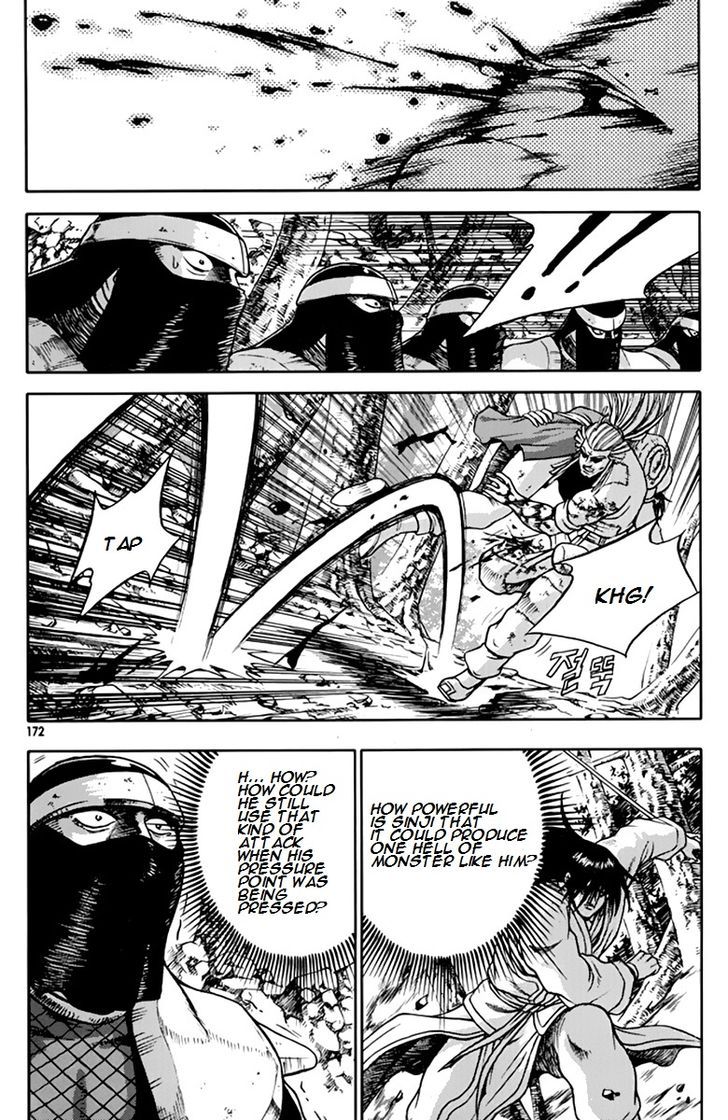 TAP
KHG!
절뚝
172
H... HOW?
HOW COULD
HE STILL
USE THAT
KIND OF
ATTACK
WHEN HIS
PRESSURE
POINT WAS
BEING
PRESSED?
HOW POWERFUL
IS SINJI THAT
IT COULD PRODUCE
ONE HELL OF
MONSTER LIKE HIM?